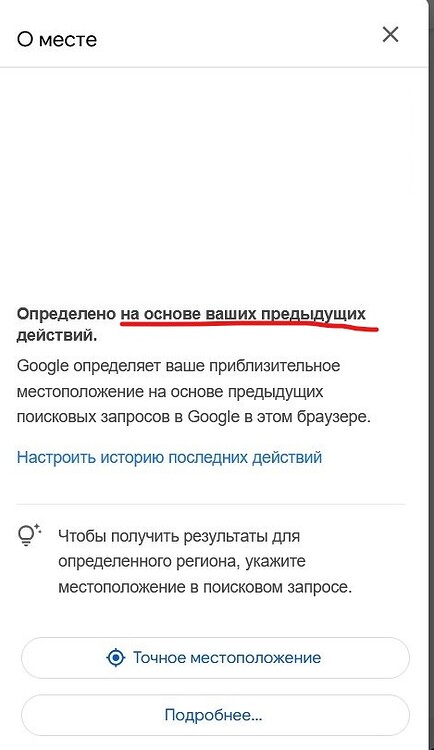 О месте
Определено на основе ваших предыдущих
действий.
Google определяет ваше приблизительное
местоположение на основе предыдущих
поисковых запросов в Google в этом браузере.
Настроить историю последних действий
Чтобы получить результаты для
определенного региона, укажите
местоположение в поисковом запросе.
Точное местоположение
Подробнее...